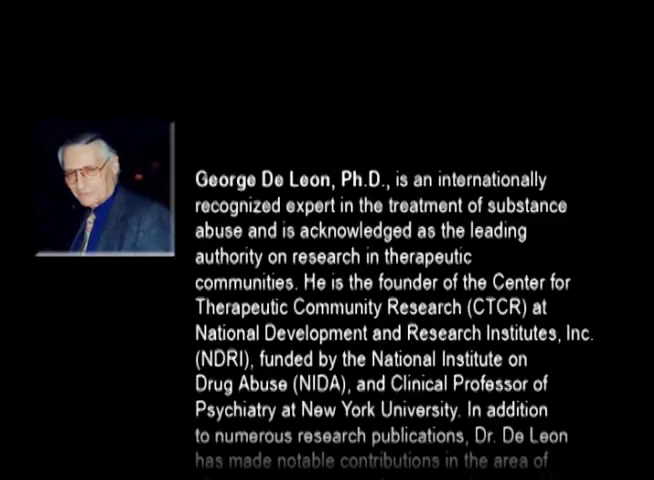 George De Leon, Ph.D., is an internationally
recognized expert in the treatment of substance
abuse and is acknowledged as the leading
authority on research in therapeutic
communities. He is the founder of the Center for
Therapeutic Community Research (CTCR) at
National Development and Research Institutes, Inc.
(NDRI), funded by the National Institute on
Drug Abuse (NIDA), and Clinical Professor of
Psychiatry at New York University. In addition
to numerous research publications, Dr. De Leon
has made notable contributions in the area of